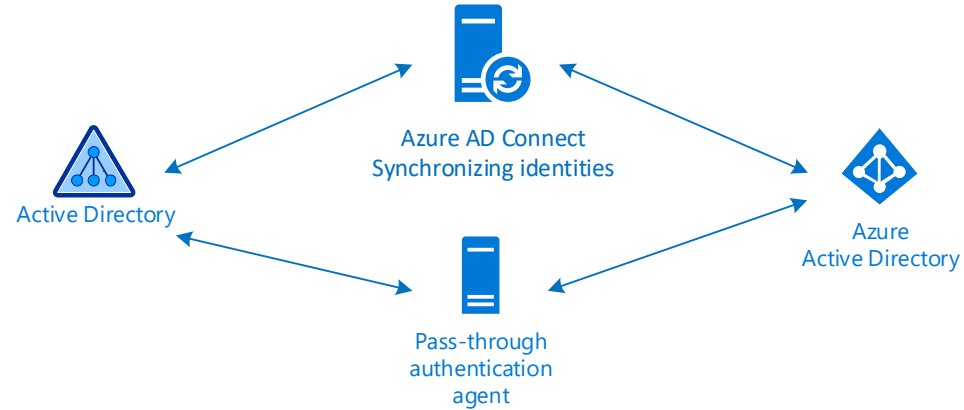 Azure AD Connect
Synchronizing identities
Active Directory
Azure
Active Directory
Pass-through
authentication
agent